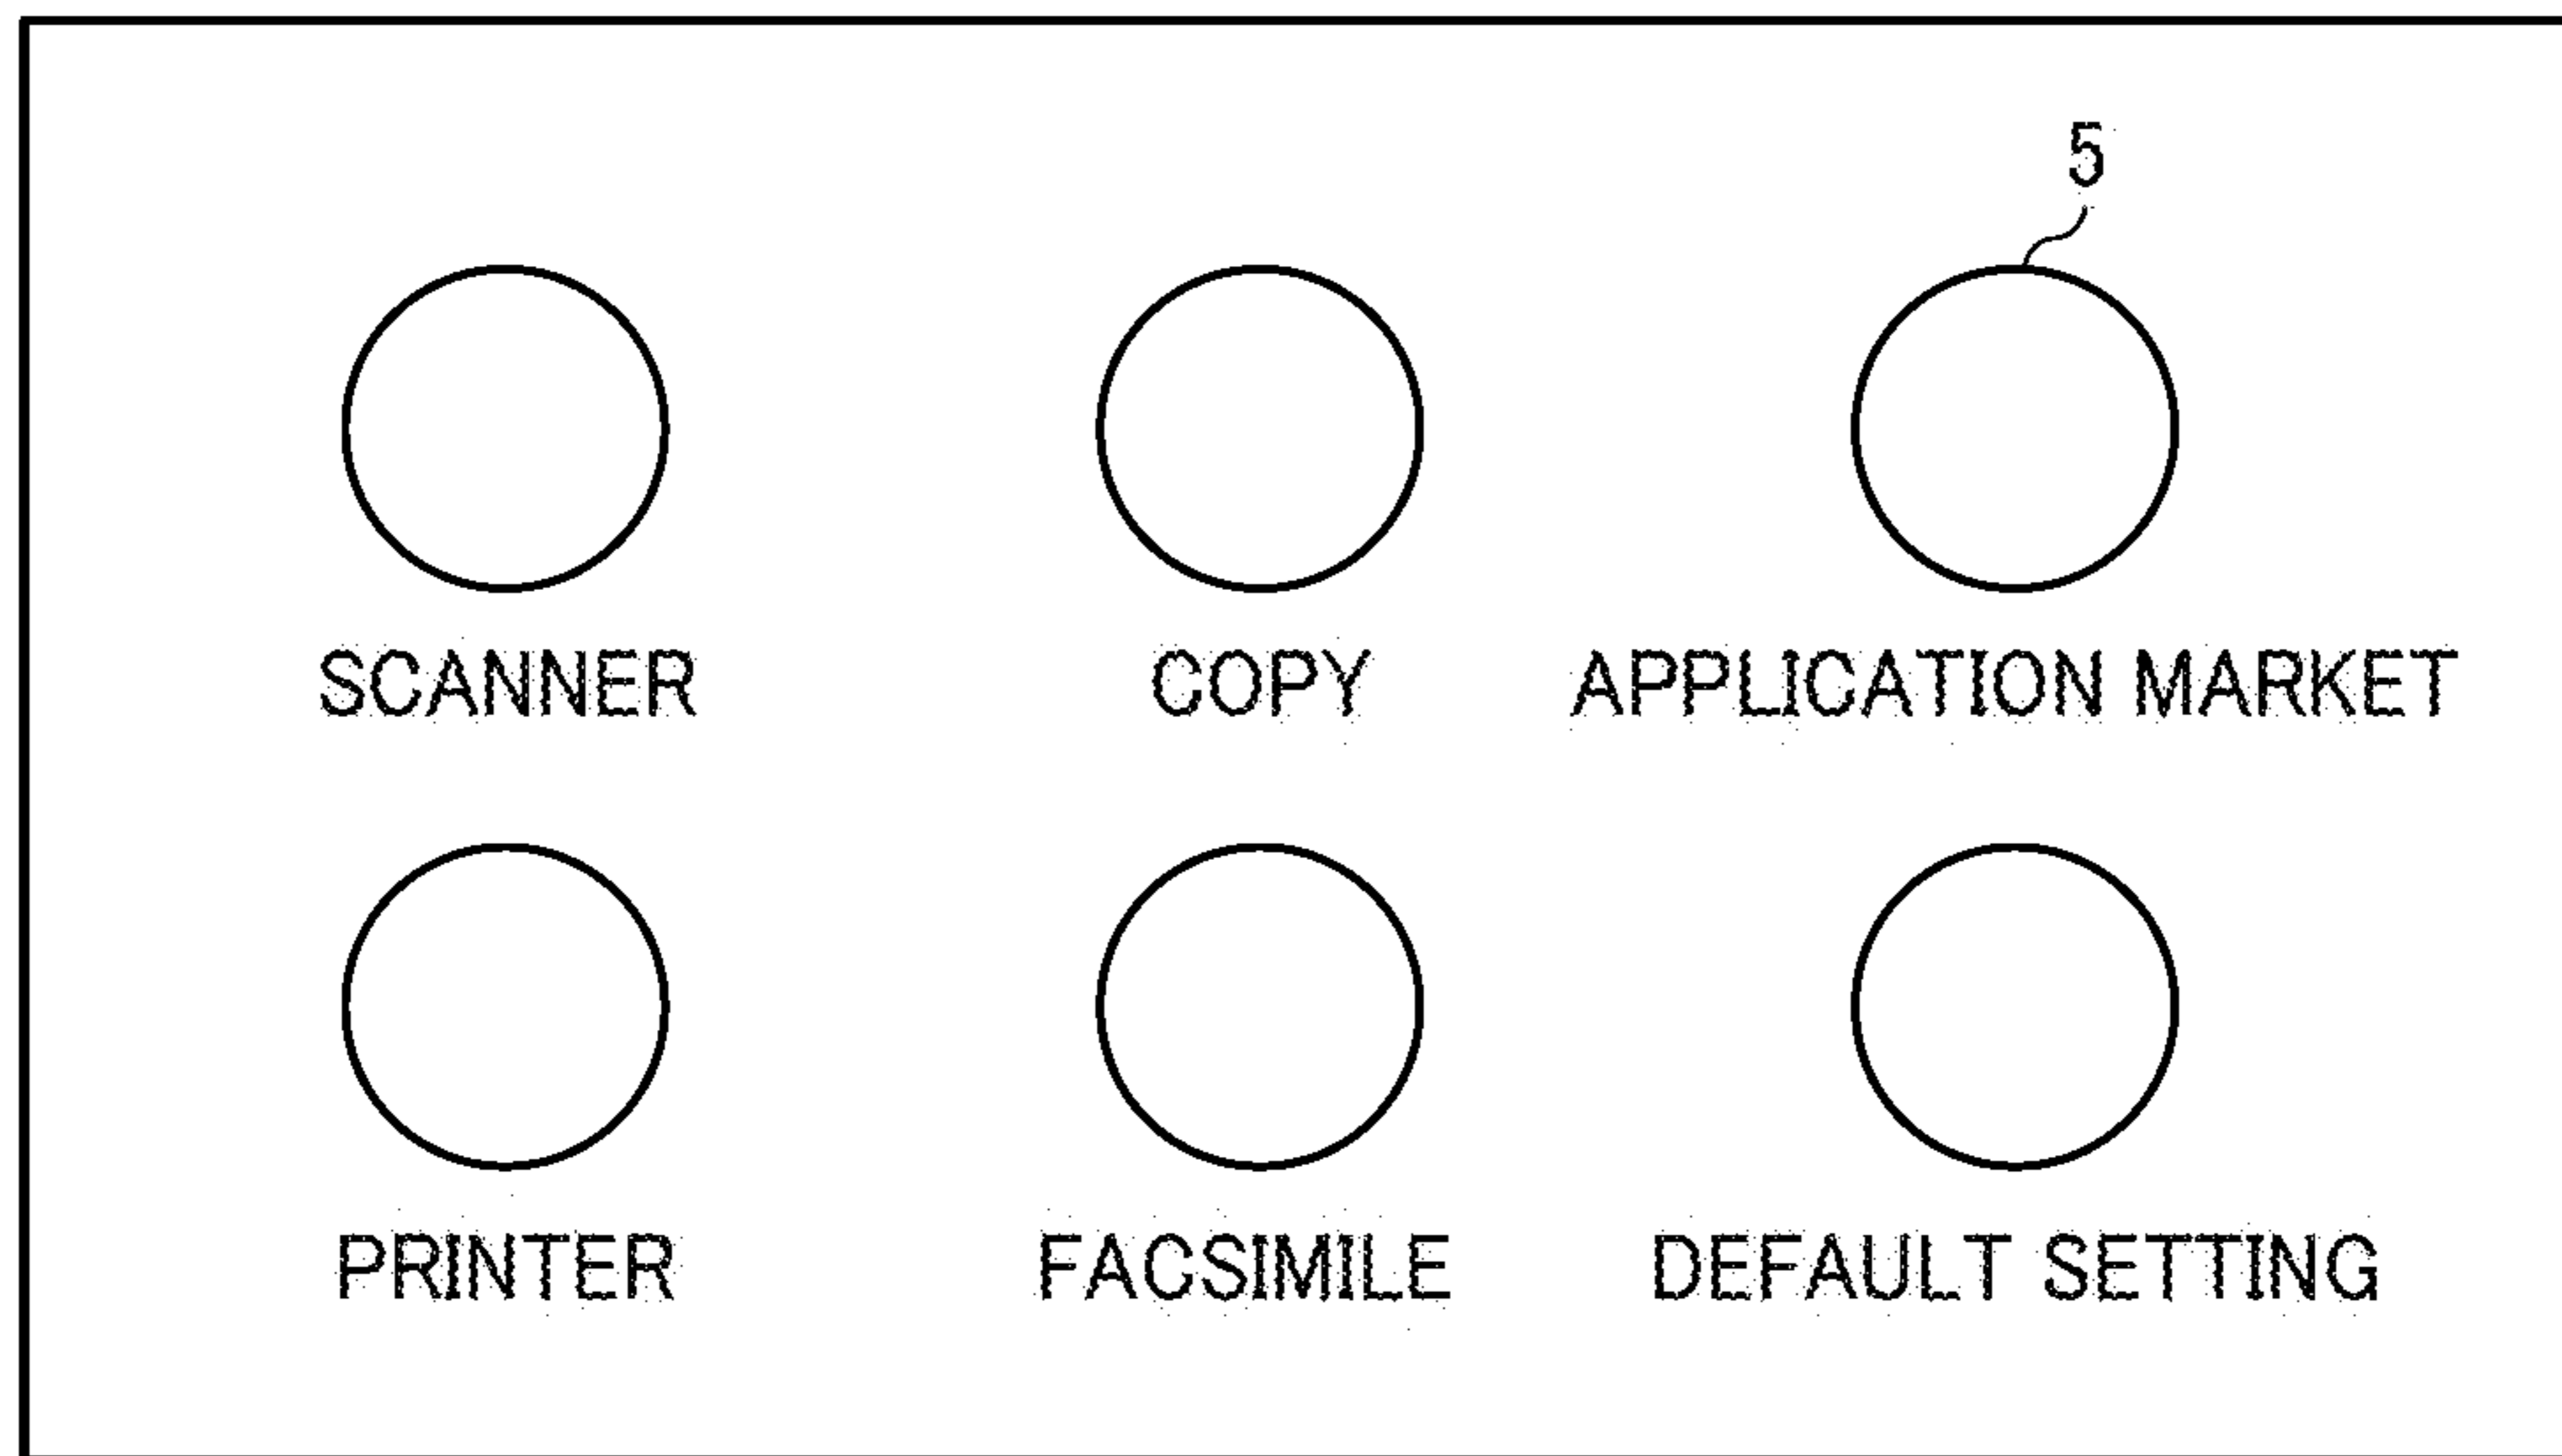 5
SCANNER
COPY
APPLICATION MARKET
PRINTER
FACSIMILE
DEFAULT SETTING